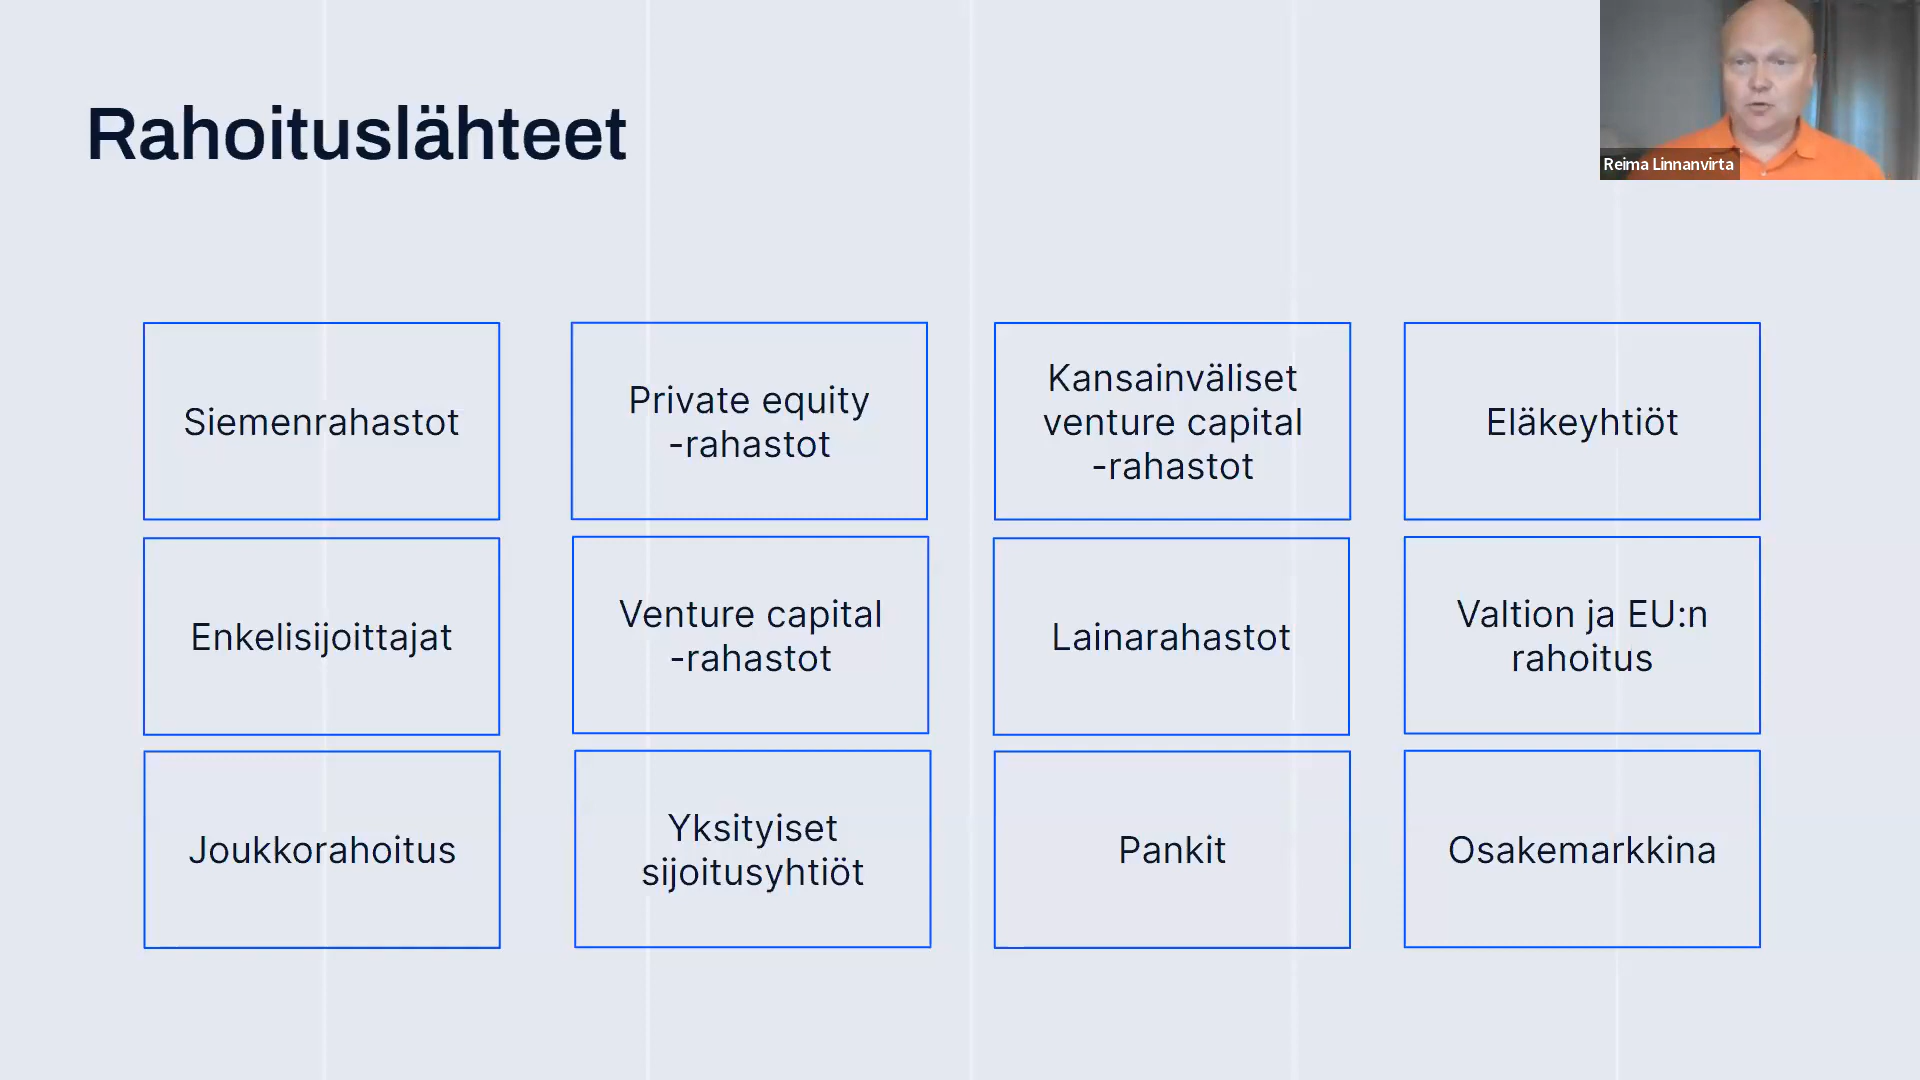 Rahoituslähteet
Reima Linnanvirta
Siemenrahastot
Private equity
-rahastot
Kansainväliset
venture capital
-rahastot
Eläkeyhtiöt
Enkelisijoittajat
Venture capital
-rahastot
Lainarahastot
Valtion ja EU:n
rahoitus
Joukkorahoitus
Yksityiset
sijoitusyhtiöt
Pankit
Osakemarkkina